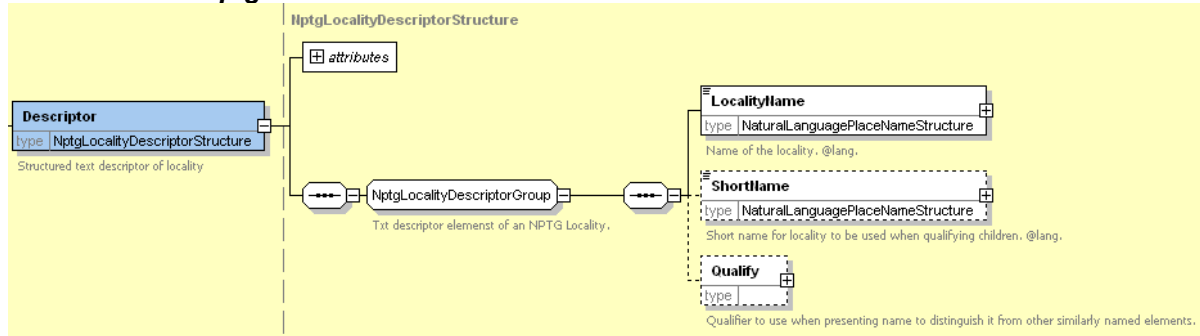 NptgLocalityDescriptorStructure
attributes
Descriptor
type NptgLocalityDescriptorStructure
Structured text descriptor of locality
NptgLocalityDescriptorGroup
Txt descriptor elemenst of an NPTG Locality.
LocalityName
type NaturalLanguagePlaceNameStructure
Name of the locality. @lang.
ShortName
type NaturalLanguagePlaceNameStructure
Short name for locality to be used when qualifying children. @lang.
Qualify
type
Qualifier to use when presenting name to distinguish it from other similarly named elements.